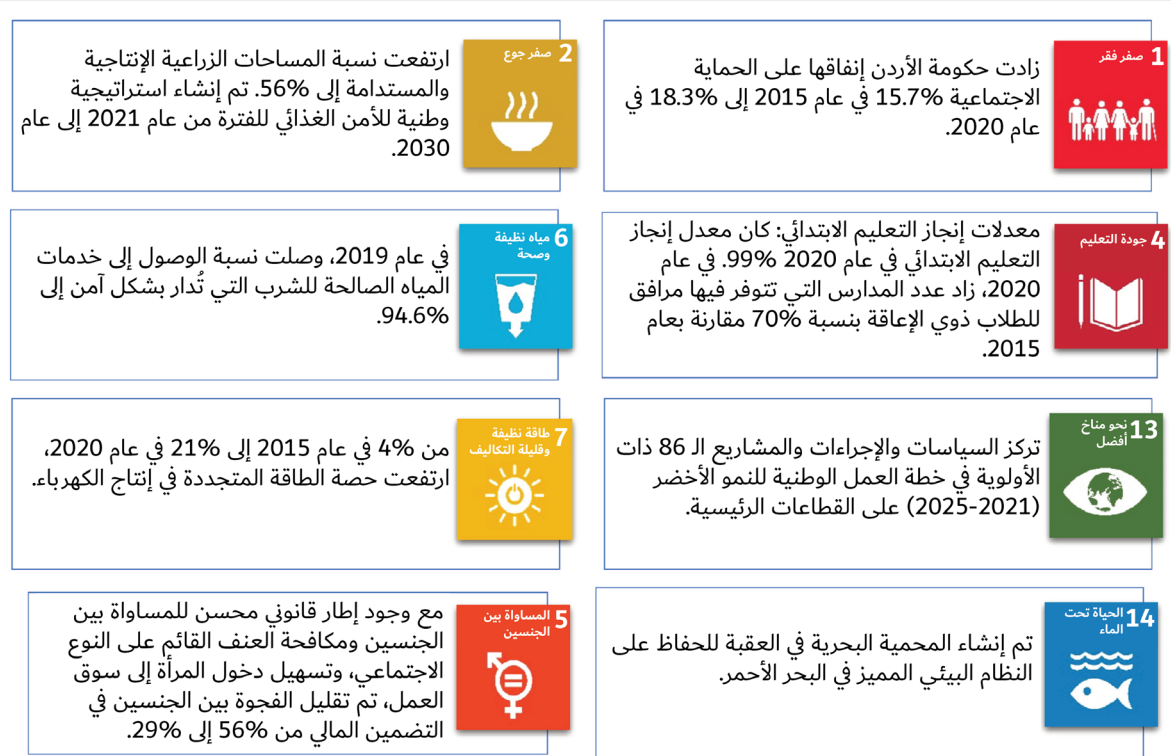 1 صفر فقر
زادت حكومة الأردن إنفاقها على الحماية
الاجتماعية 15.7% في عام 2015 إلى 18.3% في
عام 2020.
2 صفر جوع
ارتفعت نسبة المساحات الزراعية الإنتاجية
والمستدامة إلى 56%. تم إنشاء استراتيجية
وطنية للأمن الغذائي للفترة من عام 2021 إلى عام
2030.
4 جودة التعليم
معدلات إنجاز التعليم الابتدائي: كان معدل إنجاز
التعليم الابتدائي في عام 2020 99%. في عام
2020، زاد عدد المدارس التي تتوفر فيها مرافق
للطلاب ذوي الإعاقة بنسبة 70% مقارنة بعام
2015.
6 مياه نظيفة
وصحة
في عام 2019، وصلت نسبة الوصول إلى خدمات
المياه الصالحة للشرب التي تُدار بشكل آمن إلى
94.6%.
13 نحو مناخ
أفضل
تركز السياسات والإجراءات والمشاريع الـ 86 ذات
الأولوية في خطة العمل الوطنية للنمو الأخضر
(2021-2025) على القطاعات الرئيسية.
7 طاقة نظيفة
وقليلة التكاليف
من 4% في عام 2015 إلى 21% في عام 2020،
ارتفعت حصة الطاقة المتجددة في إنتاج الكهرباء.
14 الحياة تحت
الماء
تم إنشاء المحمية البحرية في العقبة للحفاظ على
النظام البيئي المميز في البحر الأحمر.
5 المساواة بين
الجنسين
مع وجود إطار قانوني محسن للمساواة بين
الجنسين ومكافحة العنف القائم على النوع
الاجتماعي، وتسهيل دخول المرأة إلى سوق
العمل، تم تقليل الفجوة بين الجنسين في
التضمين المالي من 56% إلى 29%.